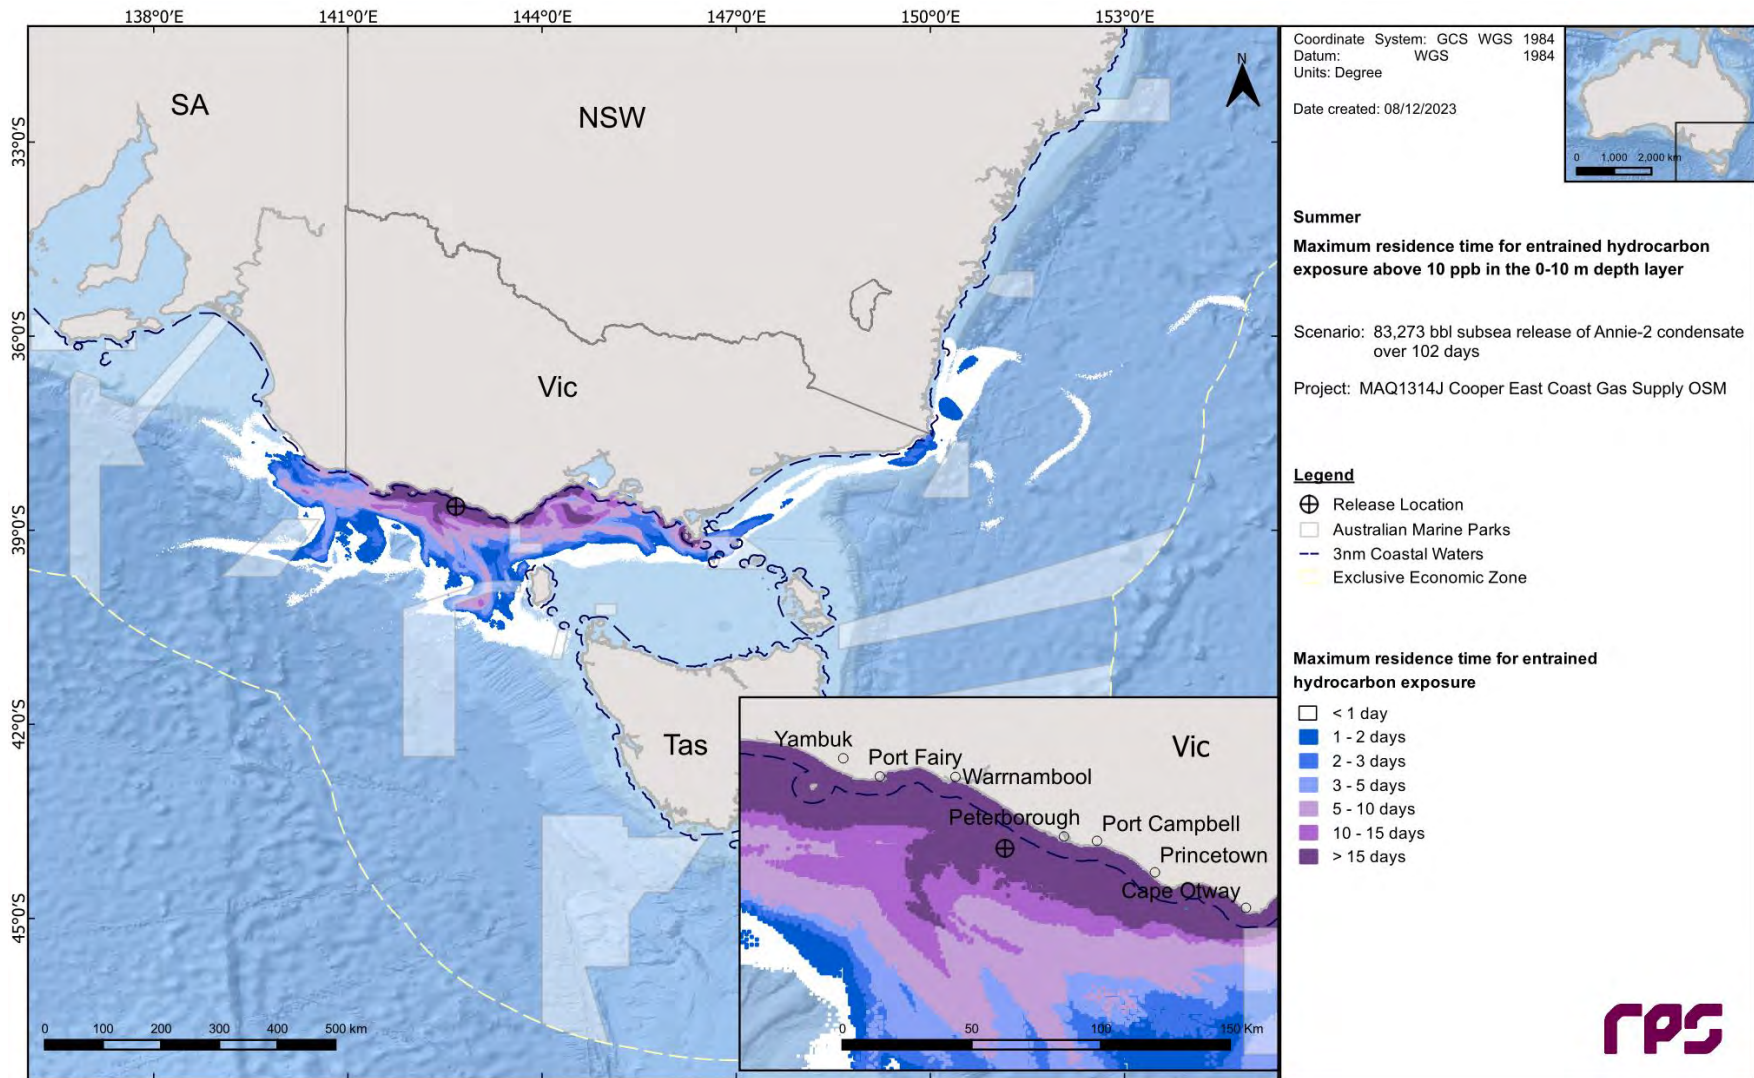 138°0'E 141°0'E 144°0'E 147°0'E 150°0'E 153°0'E
33°0'S
36°0'S
39°0'S
42°0'S
45°0'S
SA
NSW
Vic
Tas
N
0 100 200 300 400 500 km
Yambuk
Port Fairy
Warrnambool
Vic
Peterborough
Port Campbell
Princetown
Cape Otway
0 50 100 150 Km
Coordinate System: GCS WGS 1984
Datum: WGS 1984
Units: Degree
Date created: 08/12/2023
0 1,000 2,000 km
Summer
Maximum residence time for entrained hydrocarbon
exposure above 10 ppb in the 0-10 m depth layer
Scenario: 83,273 bbl subsea release of Annie-2 condensate
over 102 days
Project: MAQ1314J Cooper East Coast Gas Supply OSM
Legend
Release Location
Australian Marine Parks
3nm Coastal Waters
Exclusive Economic Zone
Maximum residence time for entrained
hydrocarbon exposure
< 1 day
1 - 2 days
2 - 3 days
3 - 5 days
5 - 10 days
10 - 15 days
> 15 days
rps